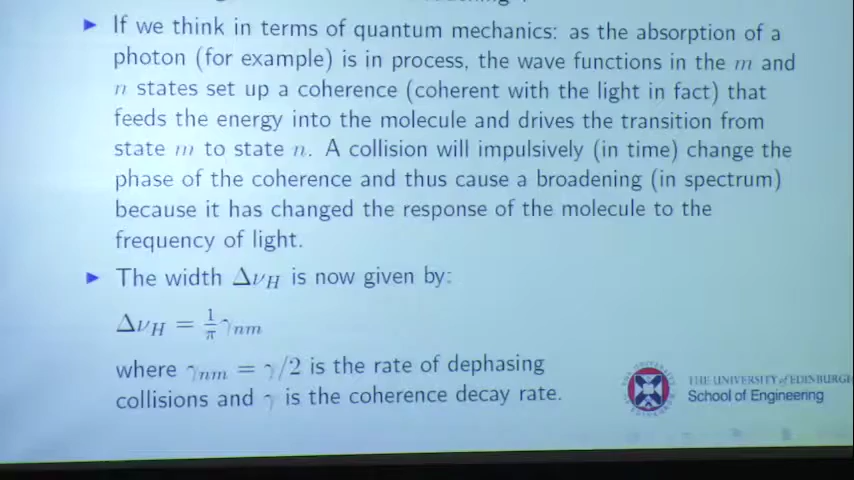 If we think in terms of quantum mechanics: as the absorption of a
photon (for example) is in process, the wave functions in the m and
n states set up a coherence (coherent with the light in fact) that
feeds the energy into the molecule and drives the transition from
state m to state n. A collision will impulsively (in time) change the
phase of the coherence and thus cause a broadening (in spectrum)
because it has changed the response of the molecule to the
frequency of light.
The width Δν_H is now given by:
Δν_H = 1/π γ_nm
where γ_nm = γ/2 is the rate of dephasing
collisions and γ is the coherence decay rate.
THE UNIVERSITY of EDINBURGH
School of Engineering